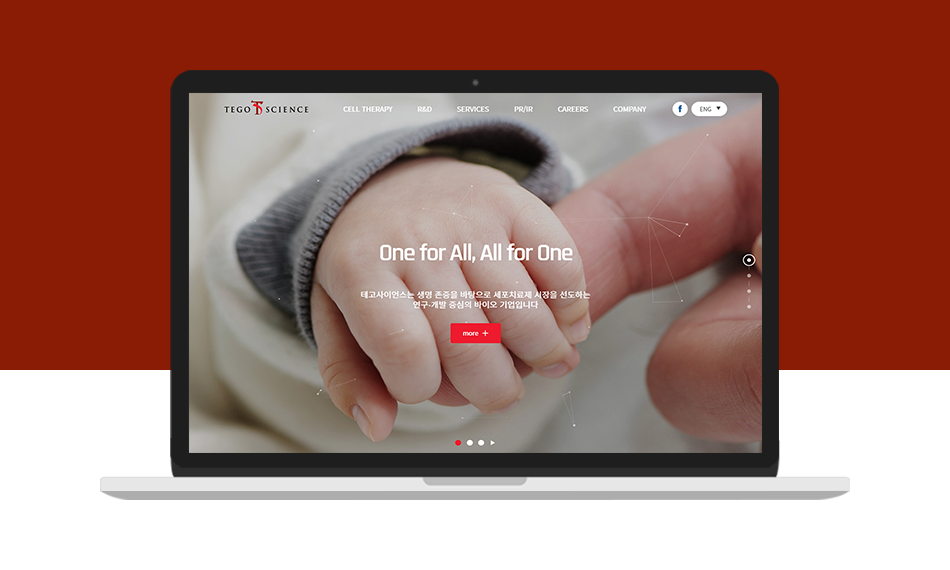 TEGO SCIENCE
CELL THERAPY R&D SERVICES PR/IR CAREERS COMPANY
f ENG
One for All, All for One
테고사이언스는 생명 존중을 바탕으로 세포치료제 시장을 선도하는
연구·개발 중심의 바이오 기업입니다
more +